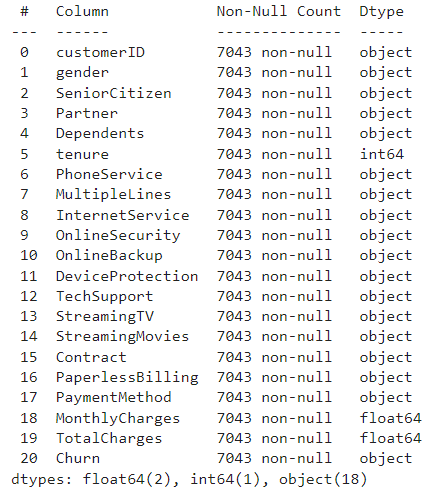 #   Column            Non-Null Count  Dtype
---  ------            --------------  -----
 0   customerID        7043 non-null   object
 1   gender            7043 non-null   object
 2   SeniorCitizen     7043 non-null   object
 3   Partner           7043 non-null   object
 4   Dependents        7043 non-null   object
 5   tenure            7043 non-null   int64
 6   PhoneService      7043 non-null   object
 7   MultipleLines     7043 non-null   object
 8   InternetService   7043 non-null   object
 9   OnlineSecurity    7043 non-null   object
 10  OnlineBackup      7043 non-null   object
 11  DeviceProtection  7043 non-null   object
 12  TechSupport       7043 non-null   object
 13  StreamingTV       7043 non-null   object
 14  StreamingMovies   7043 non-null   object
 15  Contract          7043 non-null   object
 16  PaperlessBilling  7043 non-null   object
 17  PaymentMethod     7043 non-null   object
 18  MonthlyCharges    7043 non-null   float64
 19  TotalCharges      7043 non-null   float64
 20  Churn             7043 non-null   object
dtypes: float64(2), int64(1), object(18)